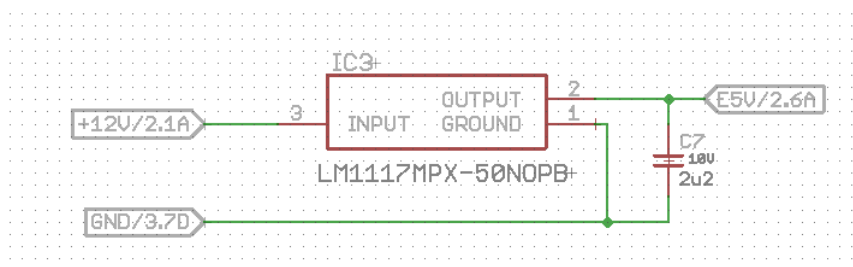 IC3
OUTPUT 2
E5V/2.6A
+12V/2.1A
3 INPUT
GROUND 1
C7
10V
2u2
LM1117MPX-50NOPB
GND/3.7D